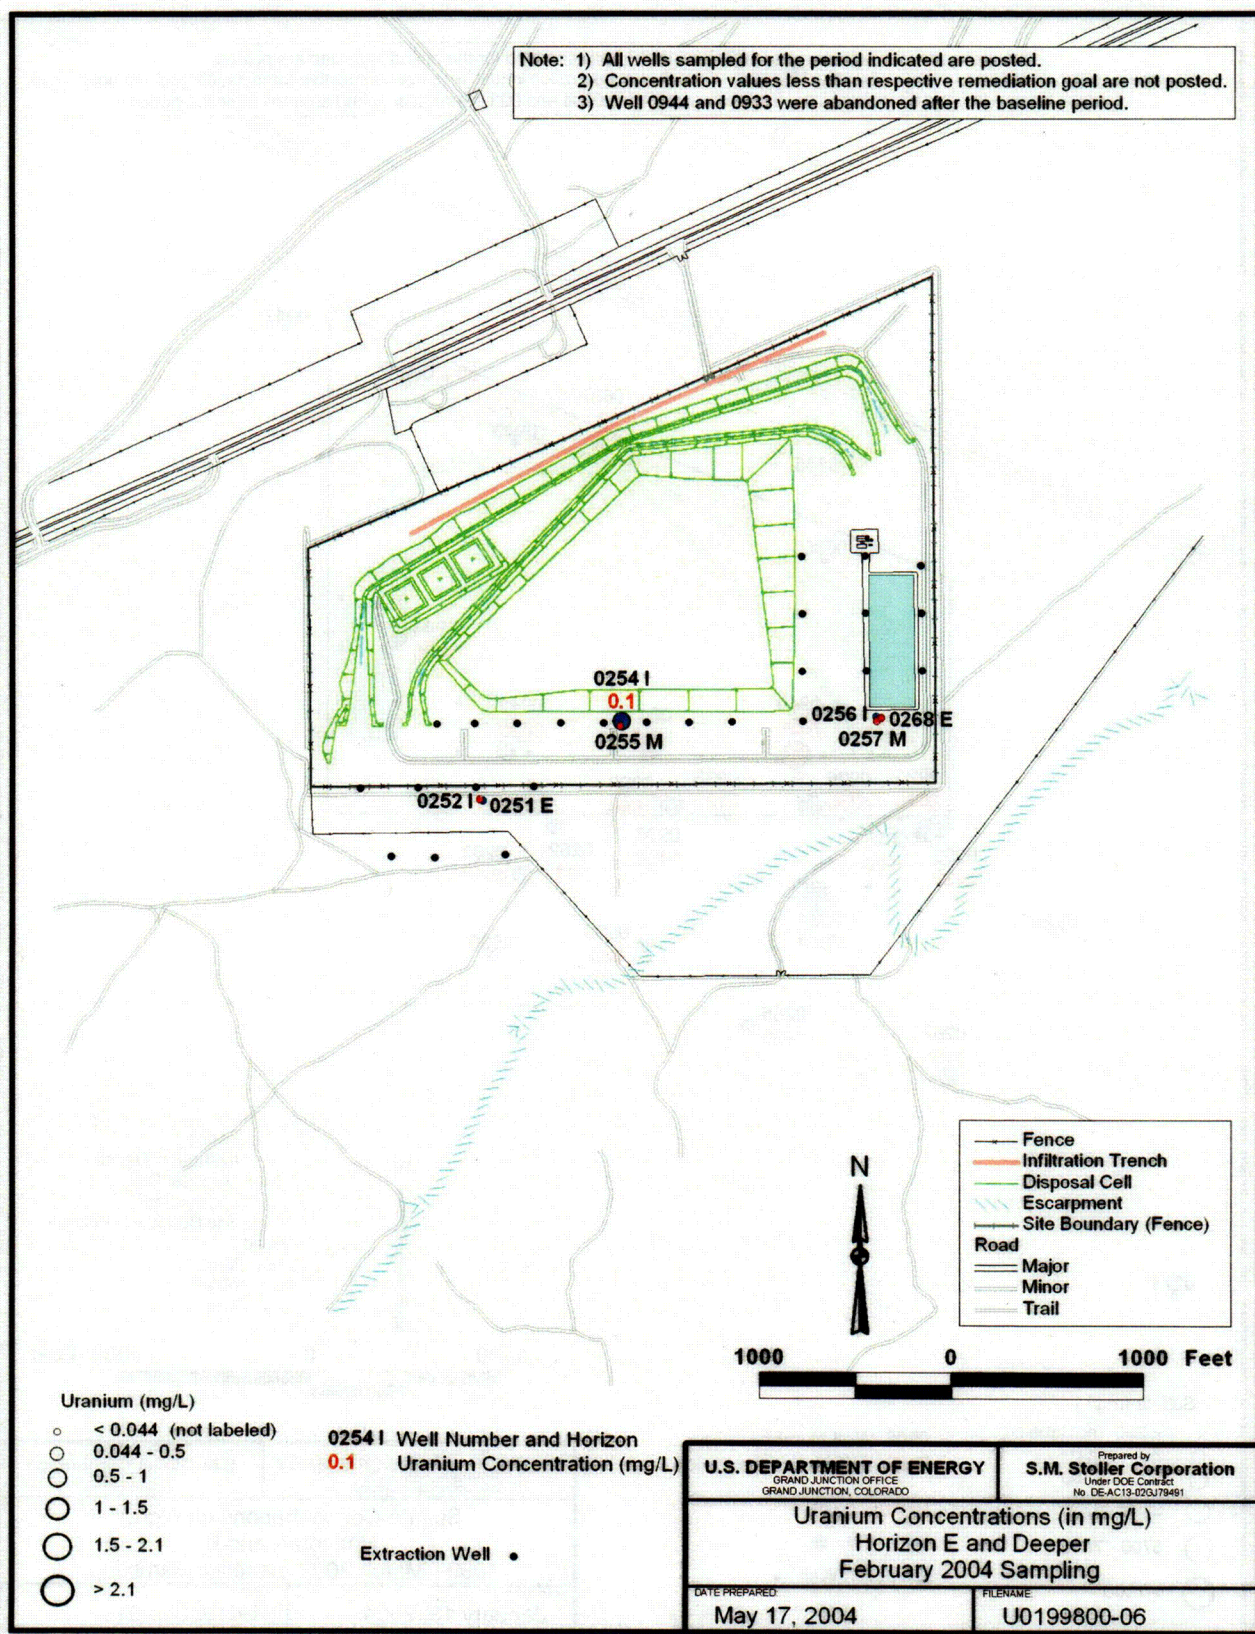 Note: 1) All wells sampled for the period indicated are posted.
2) Concentration values less than respective remediation goal are not posted.
3) Well 0944 and 0933 were abandoned after the baseline period.
0254 I
0.1
0255 M
0256 I
0268 E
0257 M
0252 I
0251 E
Fence
Infiltration Trench
Disposal Cell
Escarpment
Site Boundary (Fence)
Road
Major
Minor
Trail
N
1000 0 1000 Feet
Uranium (mg/L)
< 0.044 (not labeled)
0.044 - 0.5
0.5 - 1
1 - 1.5
1.5 - 2.1
> 2.1
0254 I Well Number and Horizon
0.1 Uranium Concentration (mg/L)
Extraction Well
U.S. DEPARTMENT OF ENERGY
GRAND JUNCTION OFFICE
GRAND JUNCTION, COLORADO
Prepared by
S.M. Stoller Corporation
Under DOE Contract
No. DE-AC13-02GJ79491
Uranium Concentrations (in mg/L)
Horizon E and Deeper
February 2004 Sampling
DATE PREPARED:
May 17, 2004
FILENAME:
U0199800-06